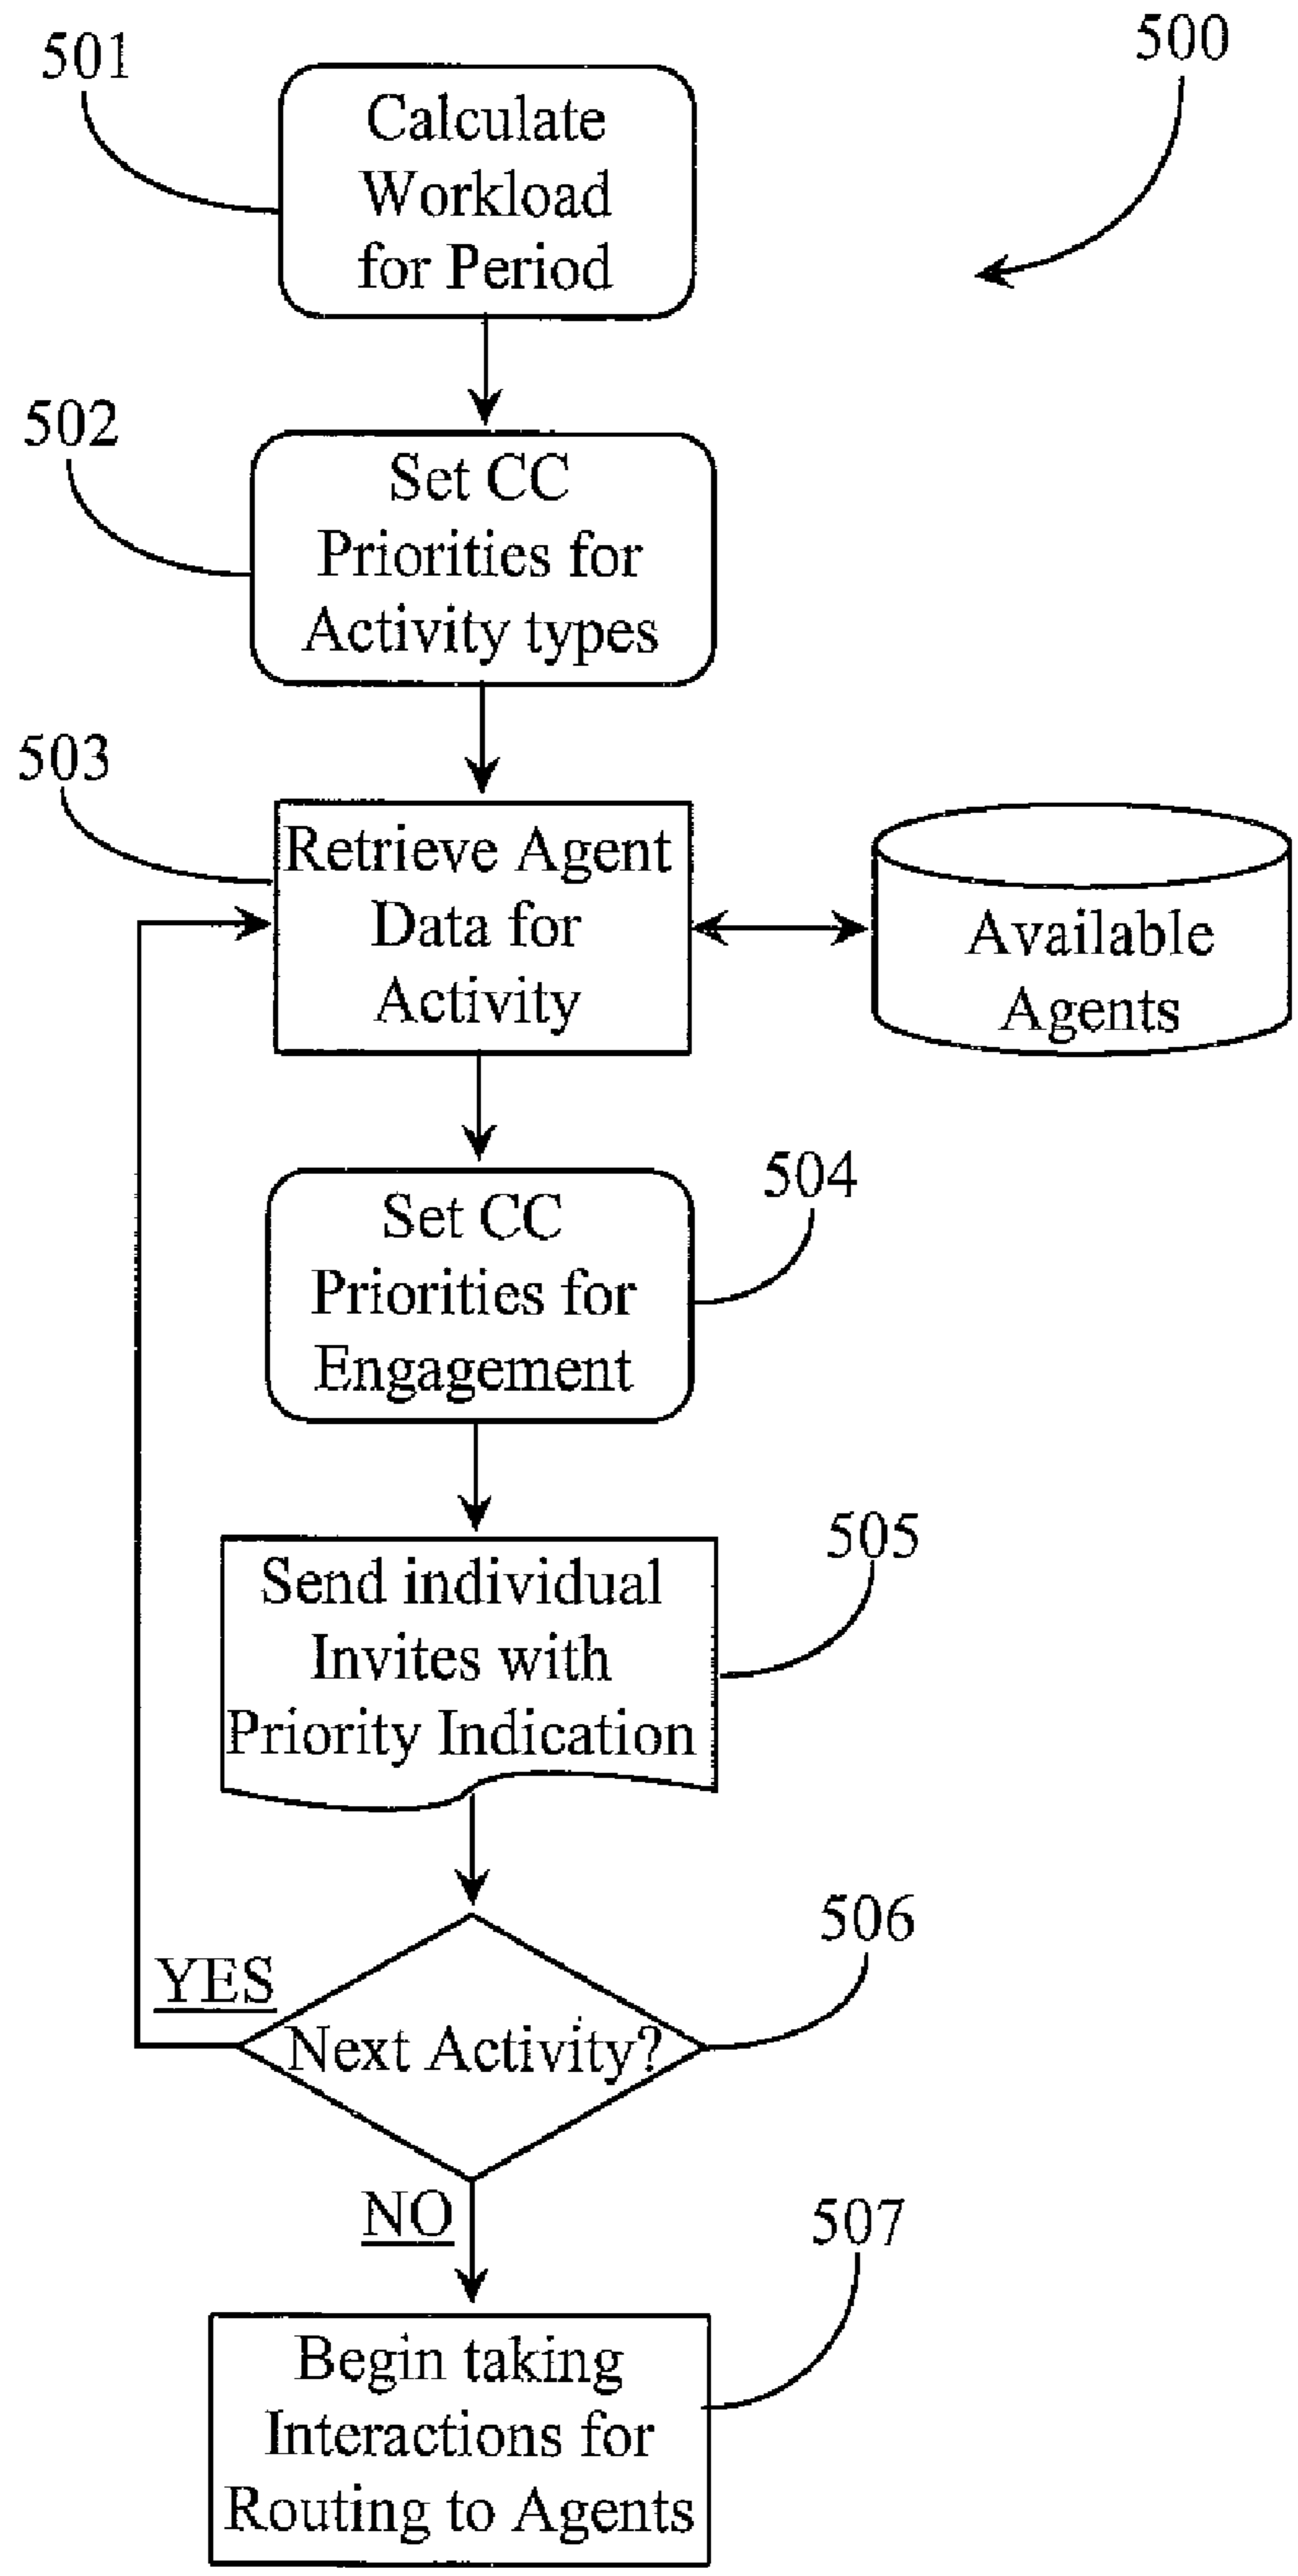 501
500
Calculate
Workload
for Period
502
Set CC
Priorities for
Activity types
503
Retrieve Agent
Data for
Activity
Available
Agents
504
Set CC
Priorities for
Engagement
505
Send individual
Invites with
Priority Indication
506
YES
Next Activity?
NO
507
Begin taking
Interactions for
Routing to Agents